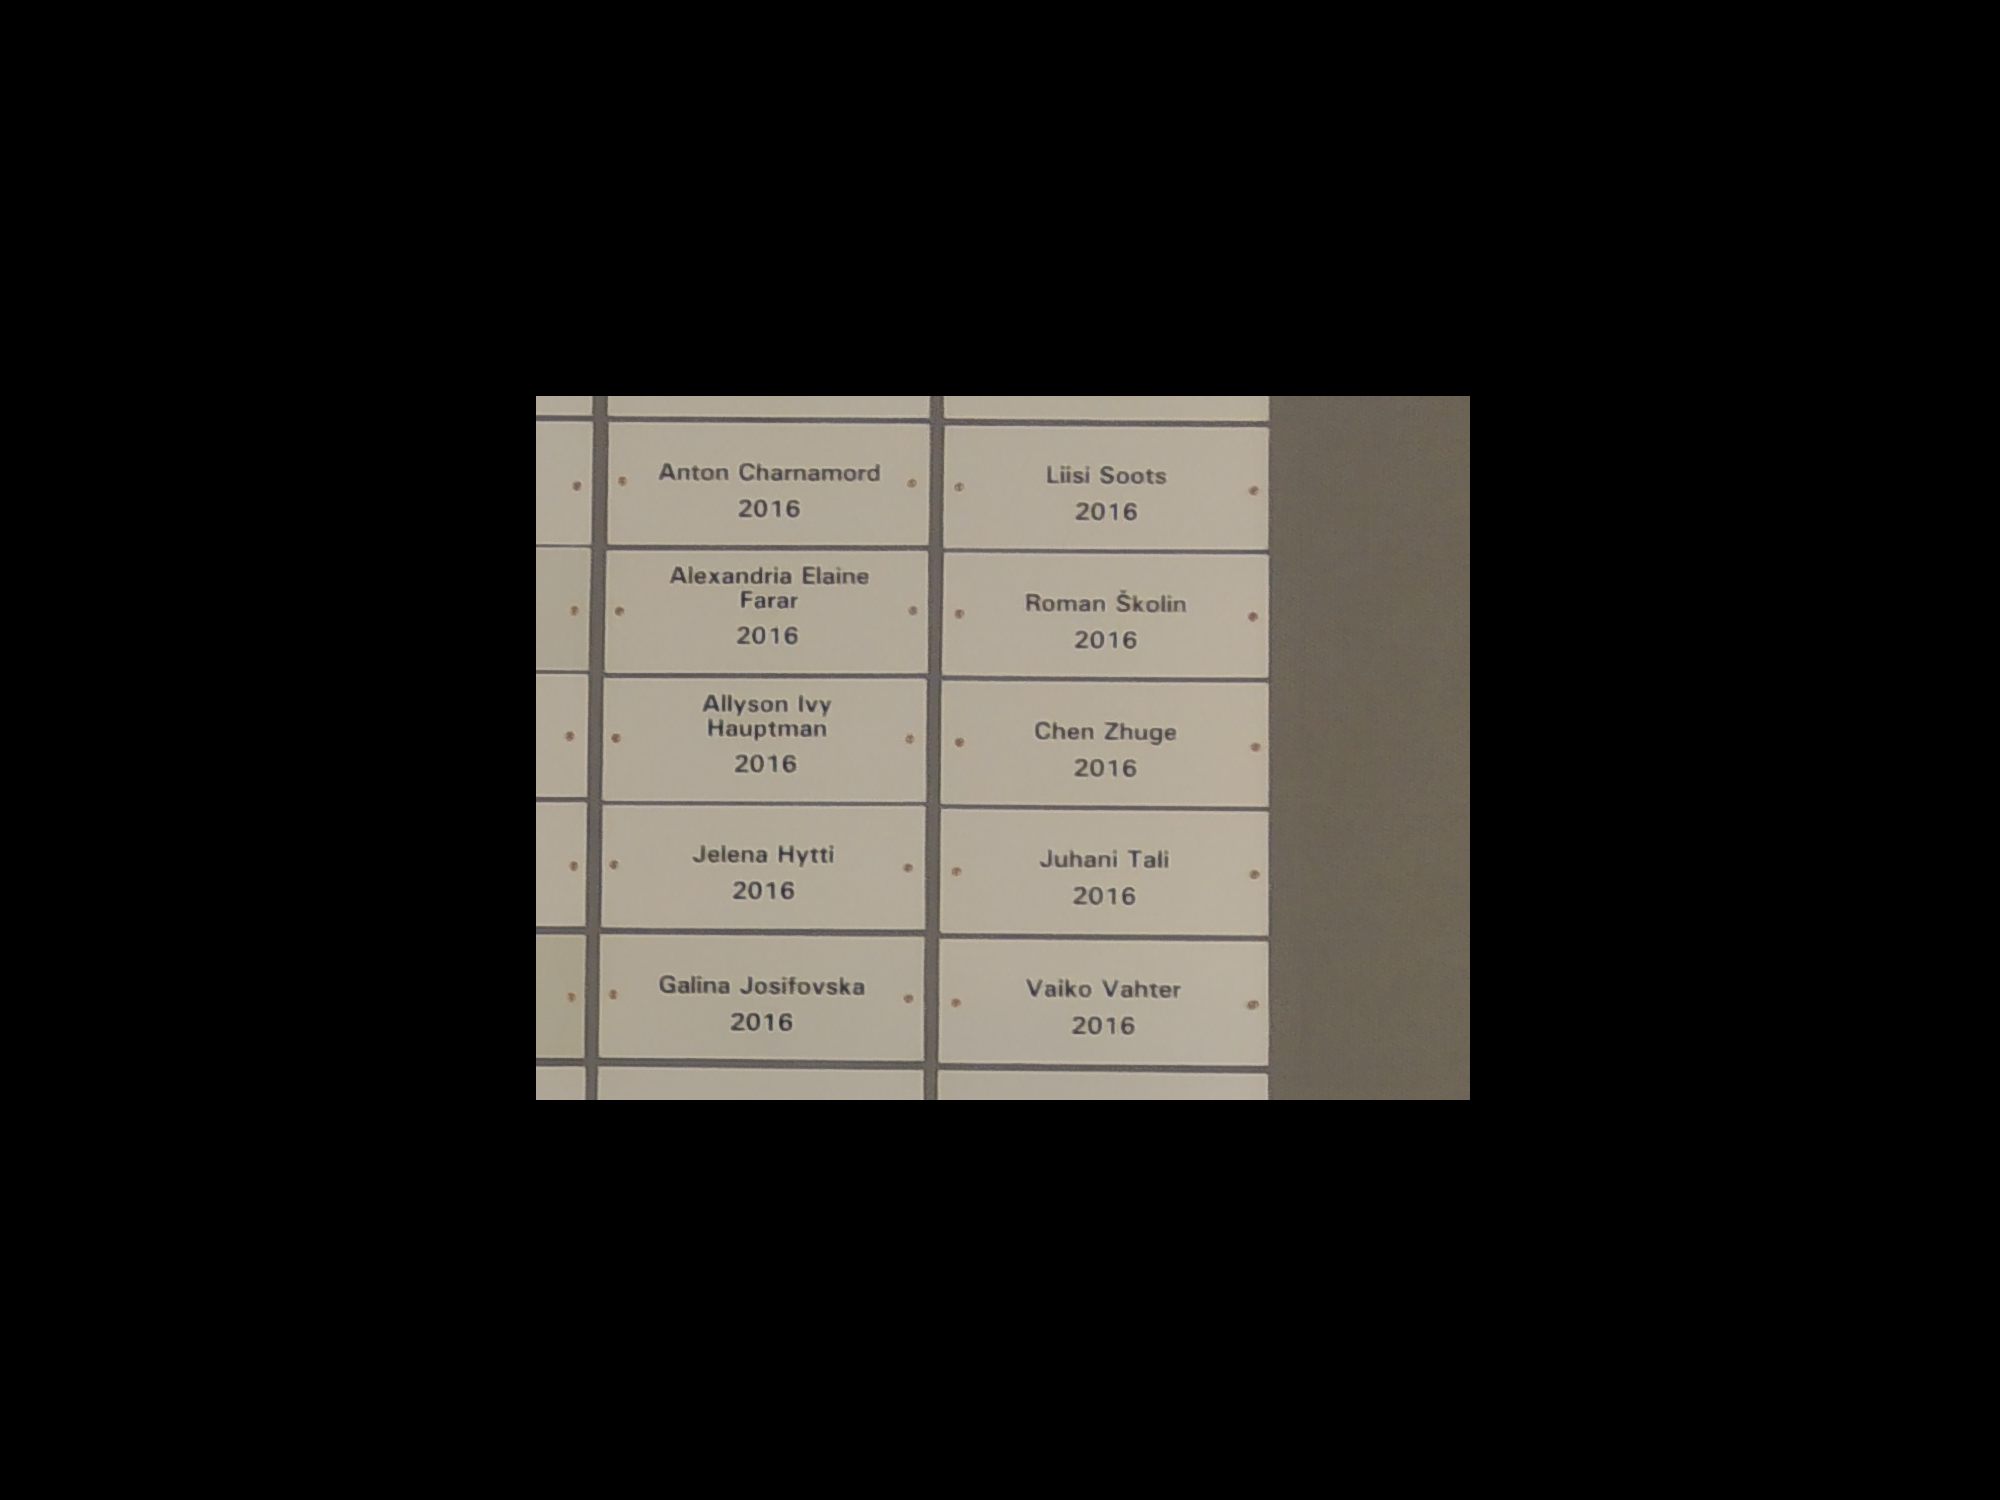 Anton Charnamord
2016
Alexandria Elaine
Farar
2016
Allyson Ivy
Hauptman
2016
Jelena Hytti
2016
Galina Josifovska
2016
Liisi Soots
2016
Roman Školin
2016
Chen Zhuge
2016
Juhani Tali
2016
Vaiko Vahter
2016